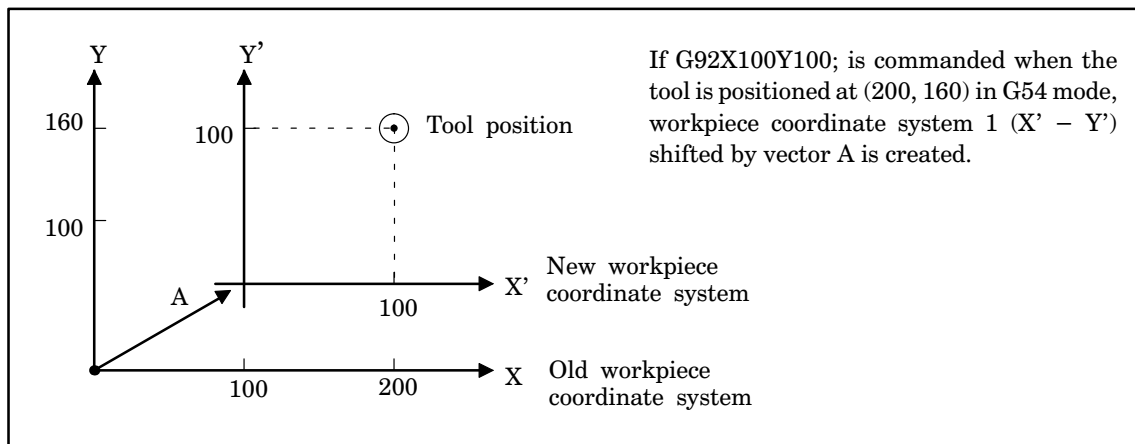 Y
Y’
160
100
Tool position
100
A
X’
New workpiece
coordinate system
100
X
Old workpiece
coordinate system
100
200
If G92X100Y100; is commanded when the
tool is positioned at (200, 160) in G54 mode,
workpiece coordinate system 1 (X’ – Y’)
shifted by vector A is created.